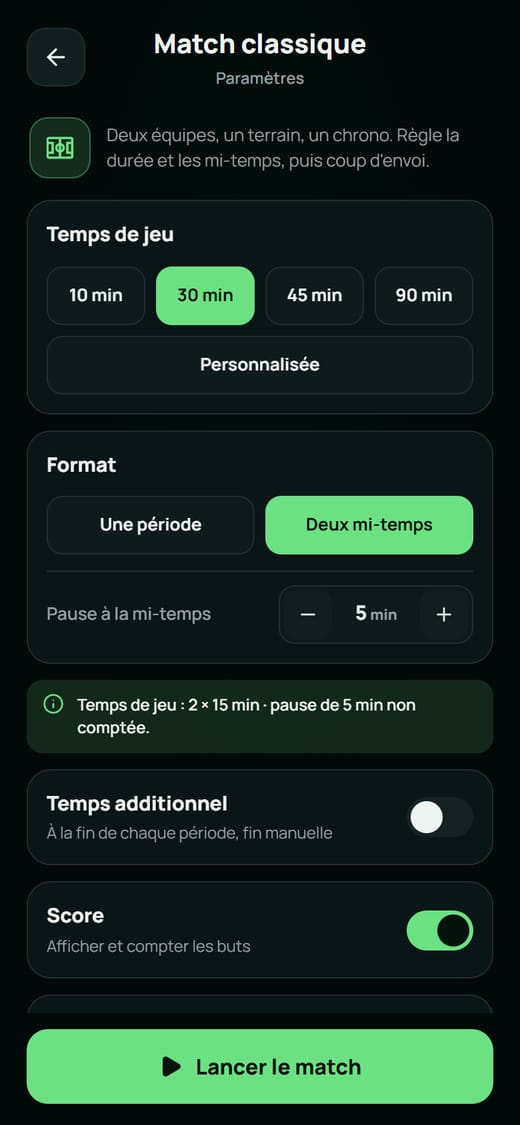 Match classique
Paramètres
Deux équipes, un terrain, un chrono. Règle la
durée et les mi-temps, puis coup d'envoi.
Temps de jeu
10 min
30 min
45 min
90 min
Personnalisée
Format
Une période
Deux mi-temps
Pause à la mi-temps
− 5 min +
Temps de jeu : 2 × 15 min · pause de 5 min non
comptée.
Temps additionnel
À la fin de chaque période, fin manuelle
Score
Afficher et compter les buts
Lancer le match